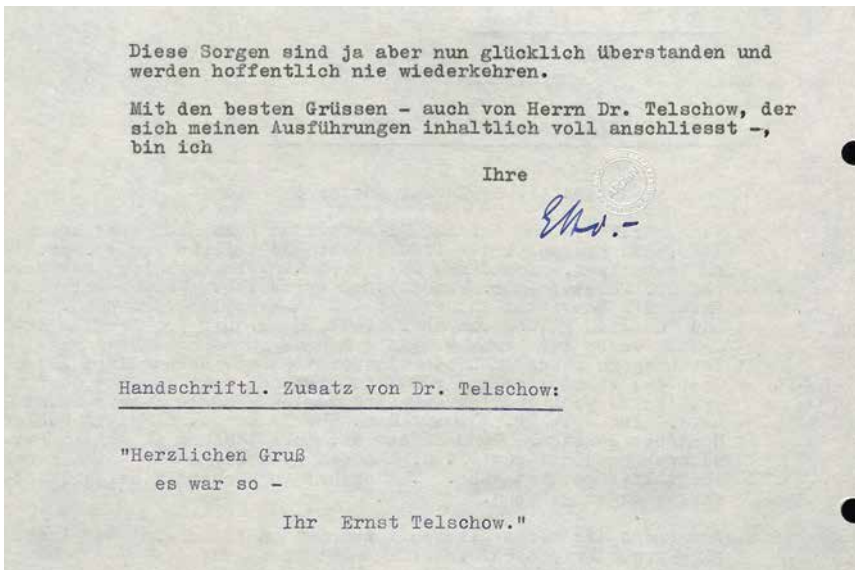 Diese Sorgen sind ja aber nun glücklich überstanden und
werden hoffentlich nie wiederkehren.
Mit den besten Grüssen – auch von Herrn Dr. Telschow, der
sich meinen Ausführungen inhaltlich voll anschliesst –,
bin ich
Ihre
Handschriftl. Zusatz von Dr. Telschow:
"Herzlichen Gruß
es war so –
Ihr Ernst Telschow."